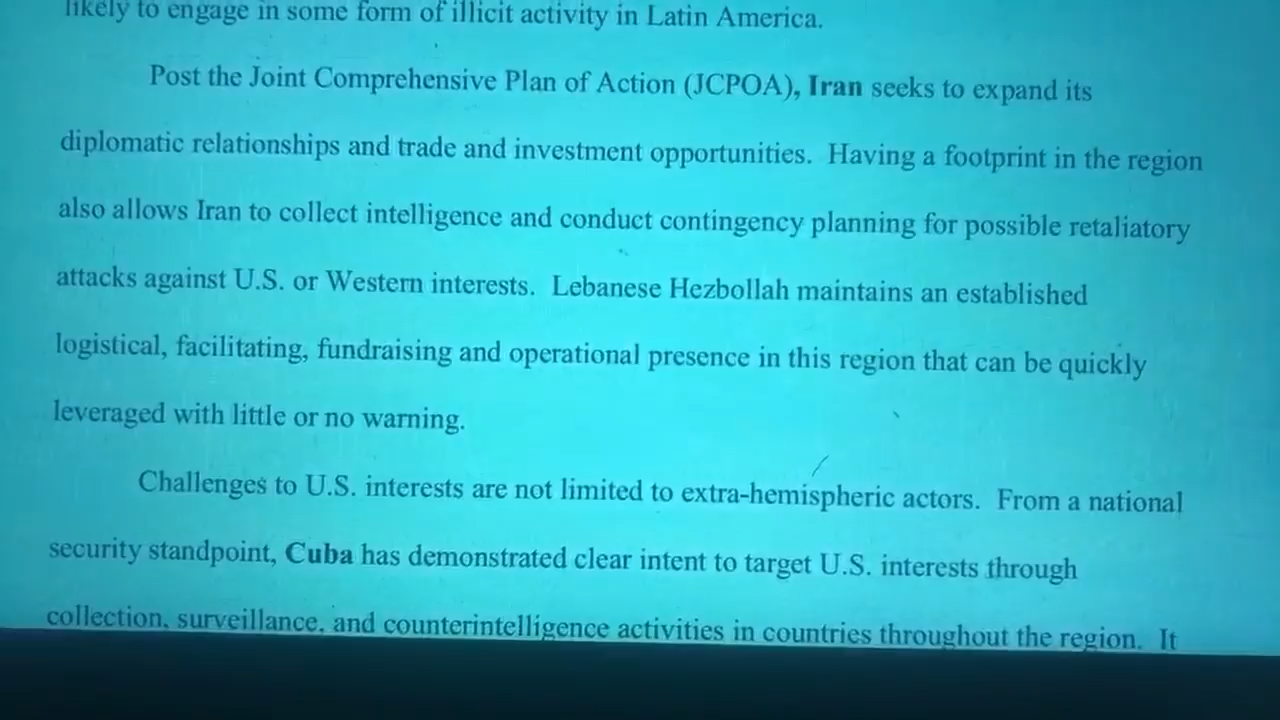 likely to engage in some form of illicit activity in Latin America.
Post the Joint Comprehensive Plan of Action (JCPOA), Iran seeks to expand its
diplomatic relationships and trade and investment opportunities. Having a footprint in the region
also allows Iran to collect intelligence and conduct contingency planning for possible retaliatory
attacks against U.S. or Western interests. Lebanese Hezbollah maintains an established
logistical, facilitating, fundraising and operational presence in this region that can be quickly
leveraged with little or no warning.
Challenges to U.S. interests are not limited to extra-hemispheric actors. From a national
security standpoint, Cuba has demonstrated clear intent to target U.S. interests through
collection, surveillance, and counterintelligence activities in countries throughout the region. It